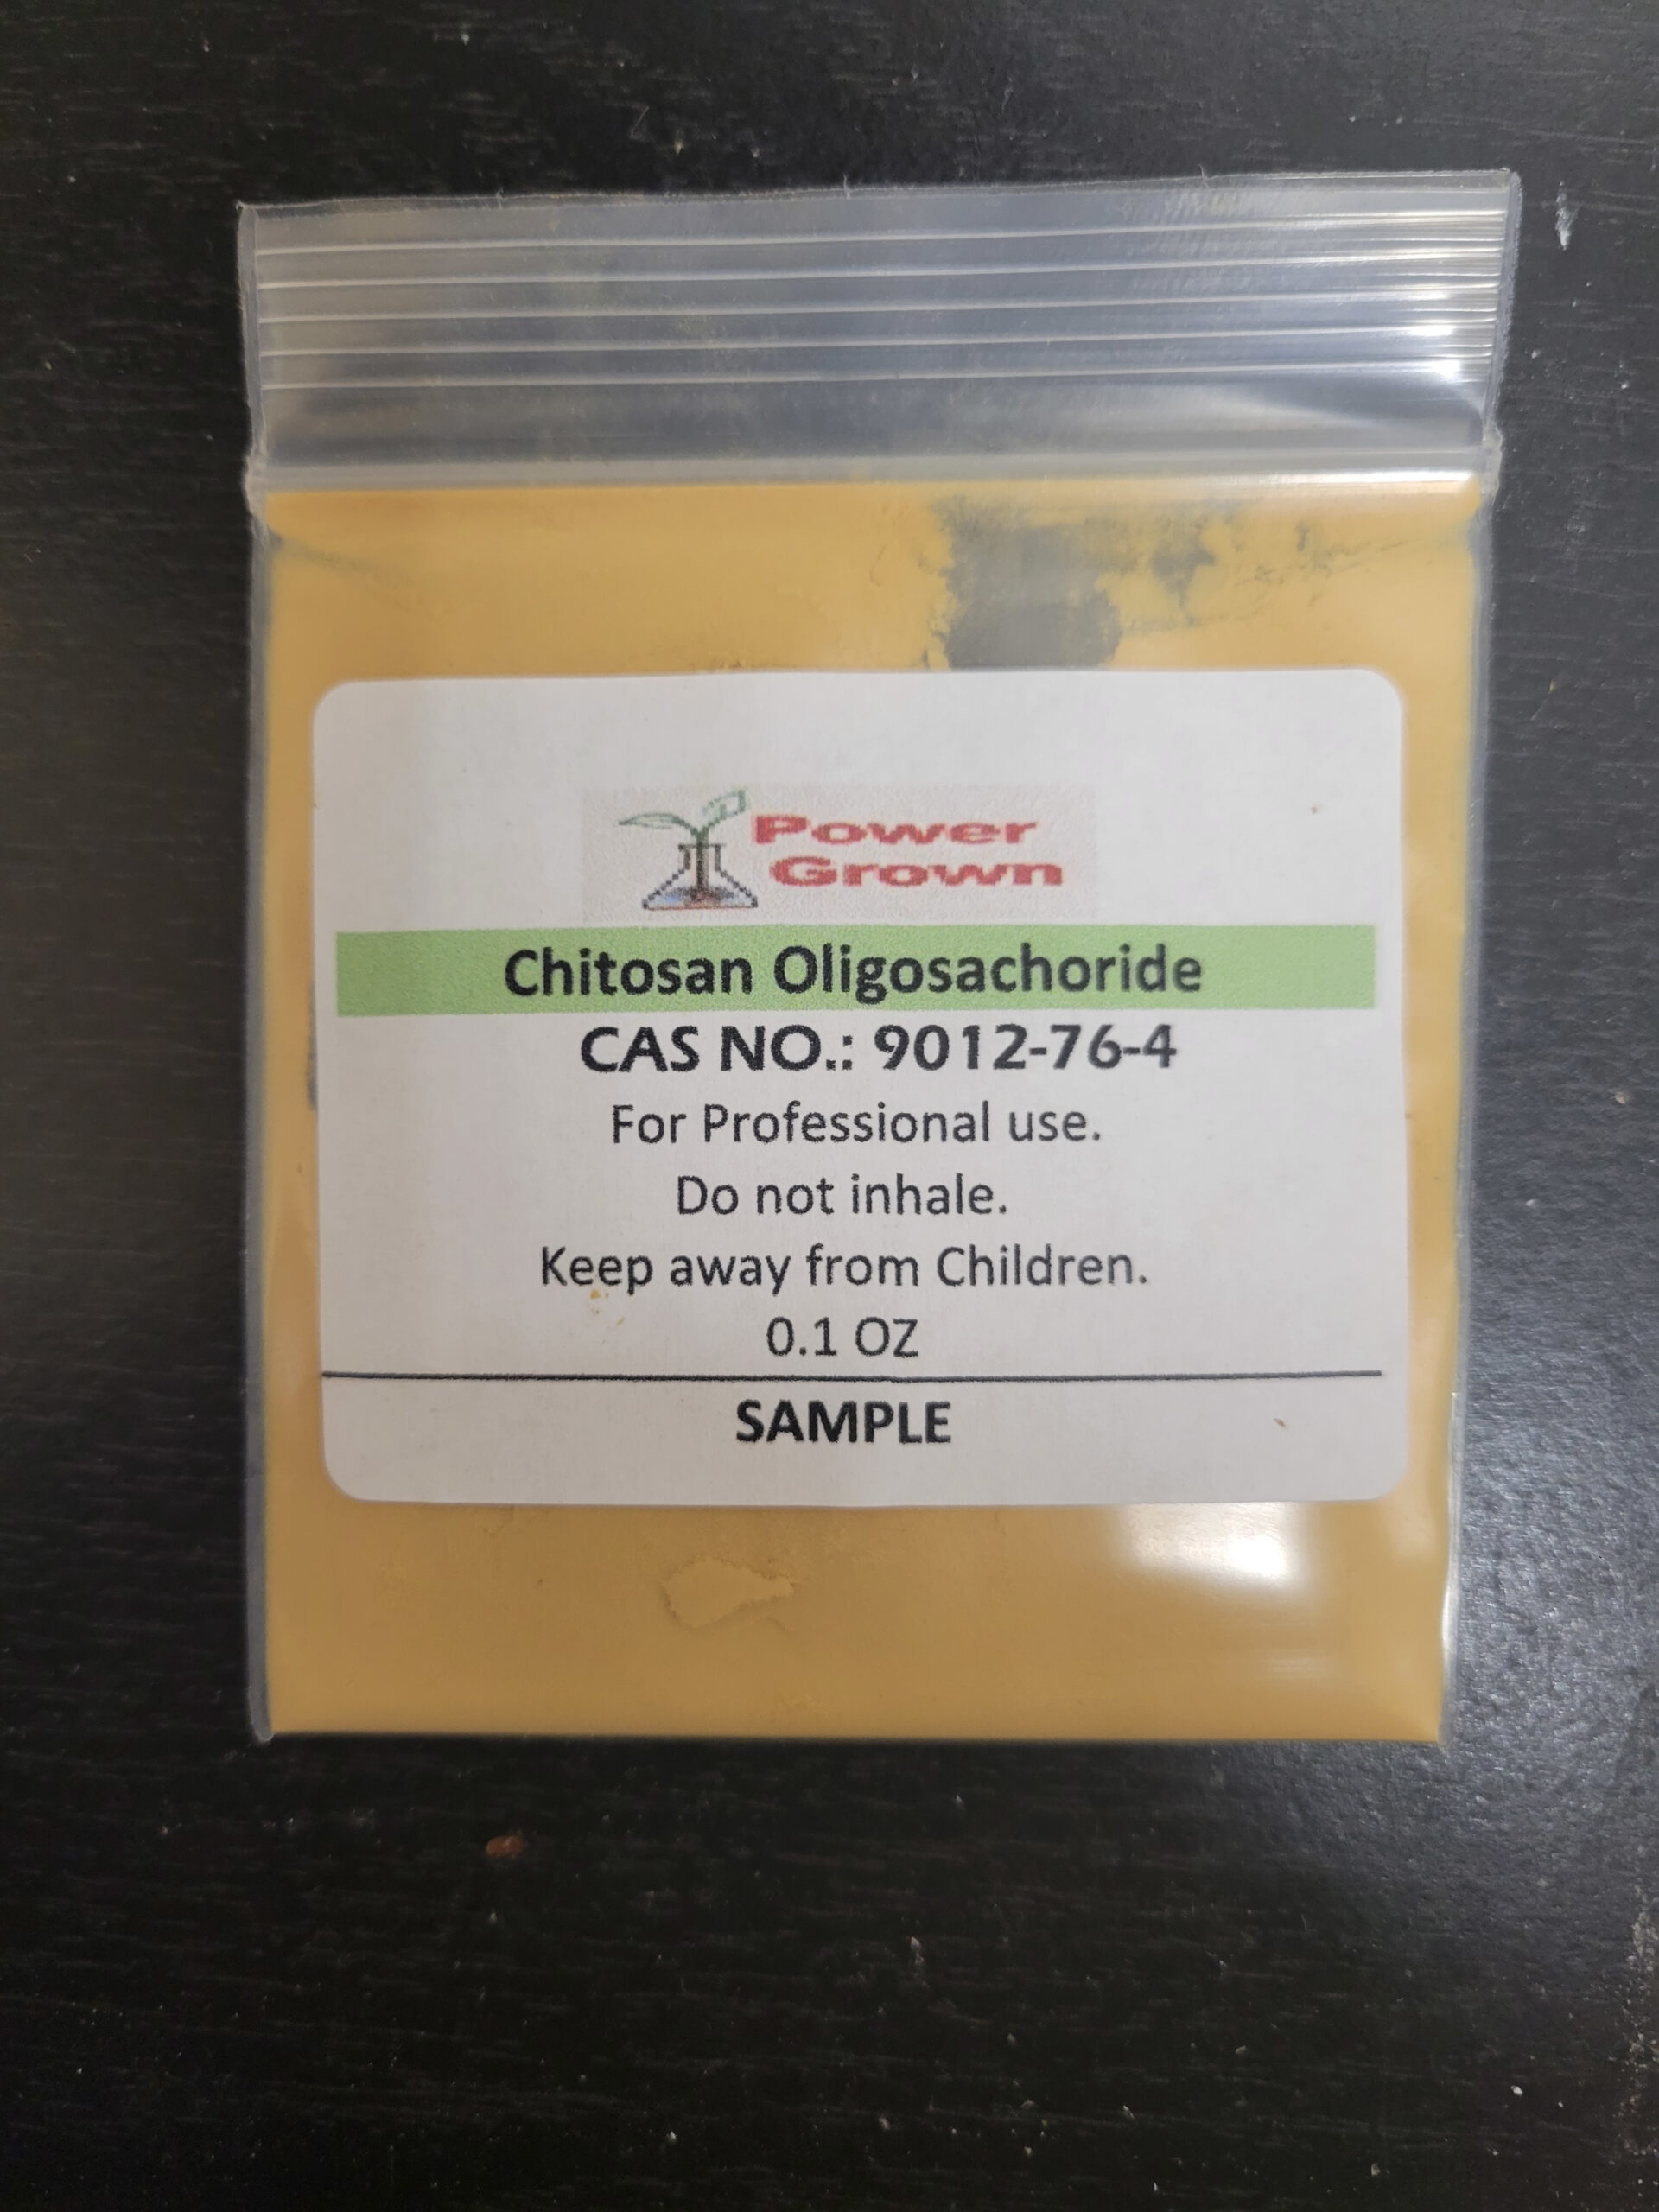 Power
Grown
Chitosan Oligosachoride
CAS NO.: 9012-76-4
For Professional use.
Do not inhale.
Keep away from Children.
0.1 OZ
SAMPLE